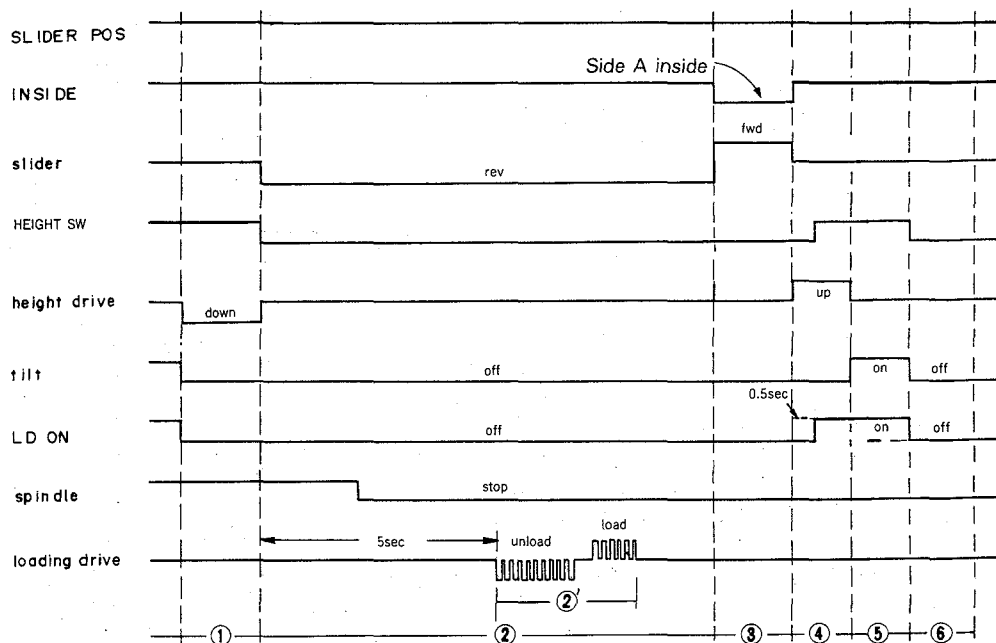 SLIDER POS
Side A inside
INSIDE
fwd
slider
rev
HEIGHT SW
height drive
down
up
tilt
off
on
off
0.5sec
LD ON
off
on
off
spindle
stop
load
5sec
unload
loading drive
②'
① ② ③ ④ ⑤ ⑥